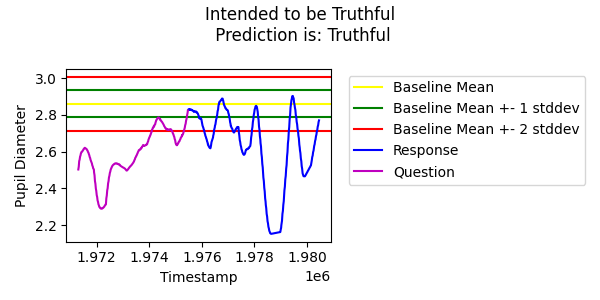 Intended to be Truthful
Prediction is: Truthful
3.0
2.8
2.6
2.4
2.2
Pupil Diameter
1.972 1.974 1.976 1.978 1.980
1e6
Timestamp
Baseline Mean
Baseline Mean +- 1 stddev
Baseline Mean +- 2 stddev
Response
Question